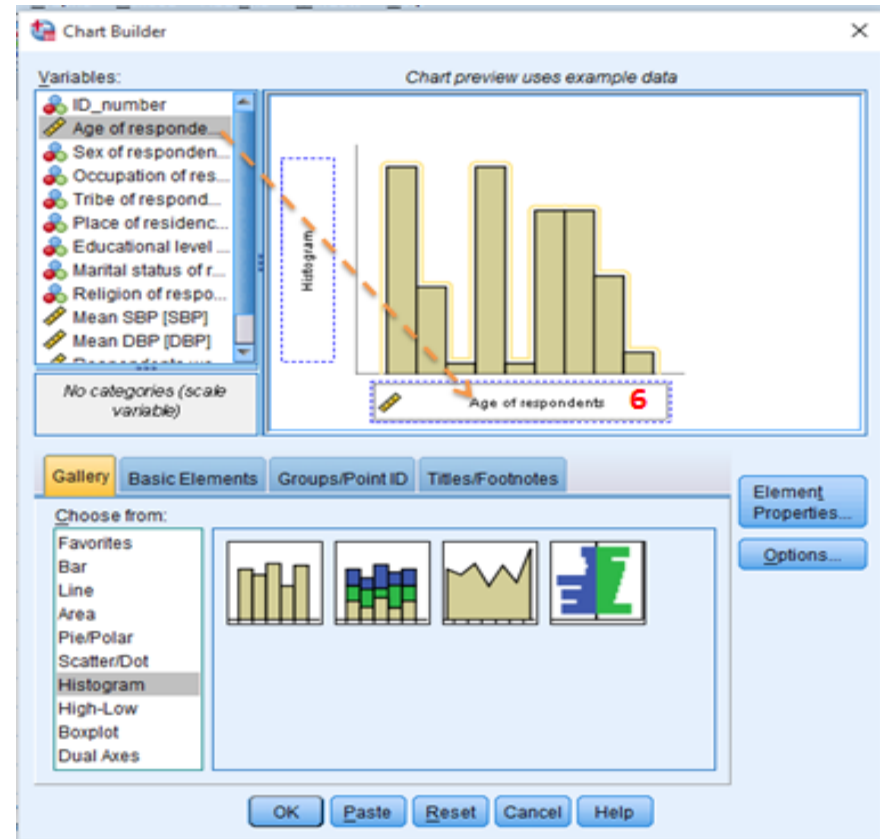 Chart Builder
Variables:
Chart preview uses example data
ID_number
Age of responde...
Sex of responden...
Occupation of res...
Tribe of respond...
Place of residenc...
Educational level ...
Marital status of r...
Religion of respo...
Mean SBP [SBP]
Mean DBP [DBP]
No categories (scale
variable)
Histogram
Age of respondents 6
Gallery Basic Elements Groups/Point ID Titles/Footnotes
Choose from:
Favorites
Bar
Line
Area
Pie/Polar
Scatter/Dot
Histogram
High-Low
Boxplot
Dual Axes
Element
Properties...
Options...
OK Paste Reset Cancel Help